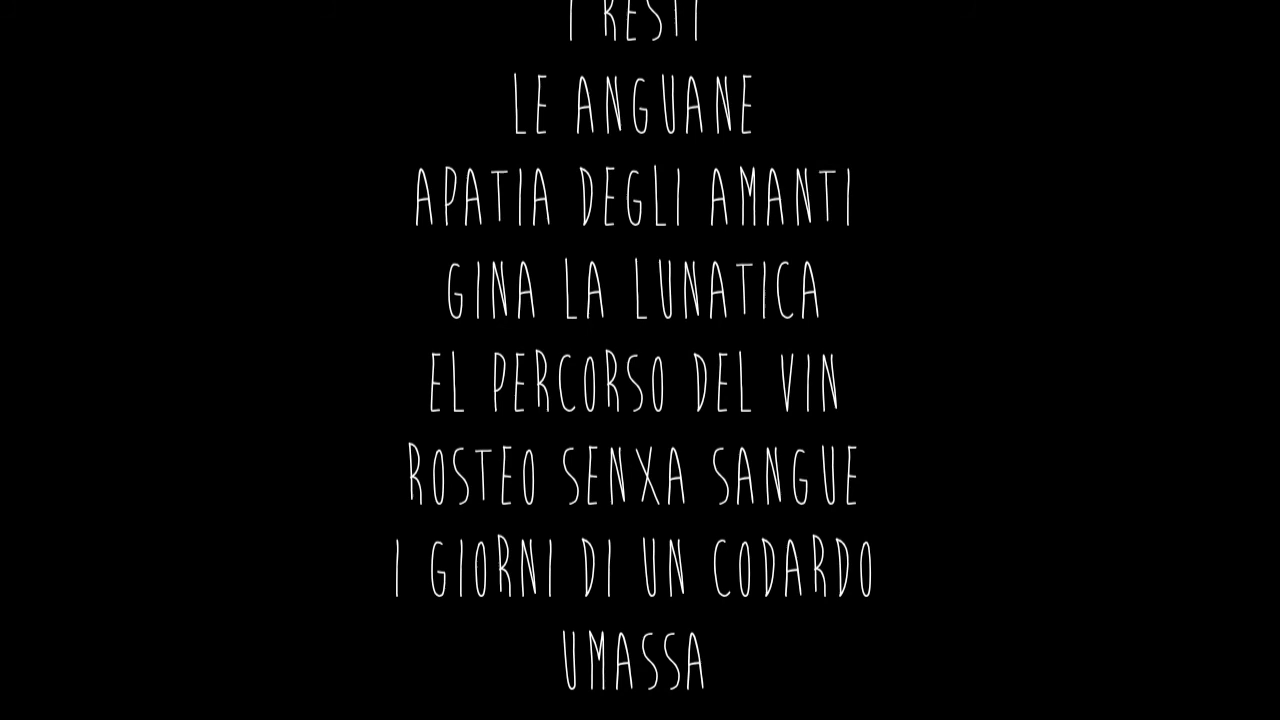 I RESTI
LE ANGUANE
APATIA DEGLI AMANTI
GINA LA LUNATICA
EL PERCORSO DEL VIN
ROSTEO SENXA SANGUE
I GIORNI DI UN CODARDO
UMASSA